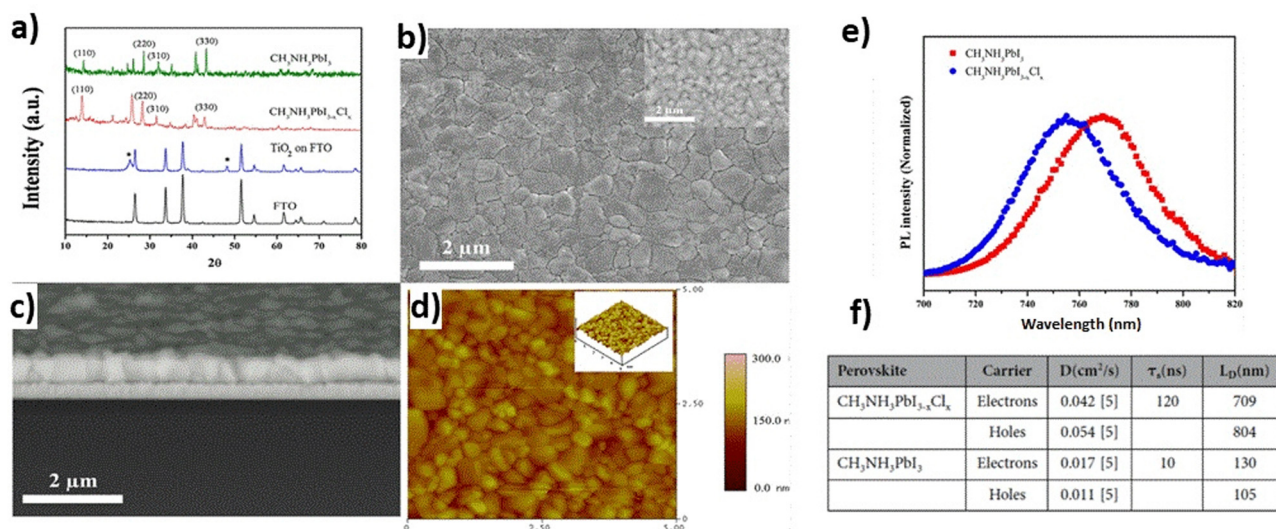 a)
Intensity (a.u.)
(110)
(220)
(310)
(330)
CH₃NH₃PbI₃
(110)
(220)
(310)
(330)
CH₃NH₃PbI₃₋ₓClₓ
*
*
TiO₂ on FTO
FTO
10 20 30 40 50 60 70 80
2θ
b)
2 μm
2 μm
c)
2 μm
d)
5.00
2.50
0
0 2.50 5.00
300.0
150.0
0.0 nm
e)
PL intensity (Normalized)
CH₃NH₃PbI₃
CH₃NH₃PbI₃₋ₓClₓ
700 720 740 760 780 800 820
Wavelength (nm)
f)
Perovskite Carrier D(cm²/s) τₛ(ns) L_D(nm)
CH₃NH₃PbI₃₋ₓClₓ Electrons 0.042 [5] 120 709
Holes 0.054 [5] 804
CH₃NH₃PbI₃ Electrons 0.017 [5] 10 130
Holes 0.011 [5] 105